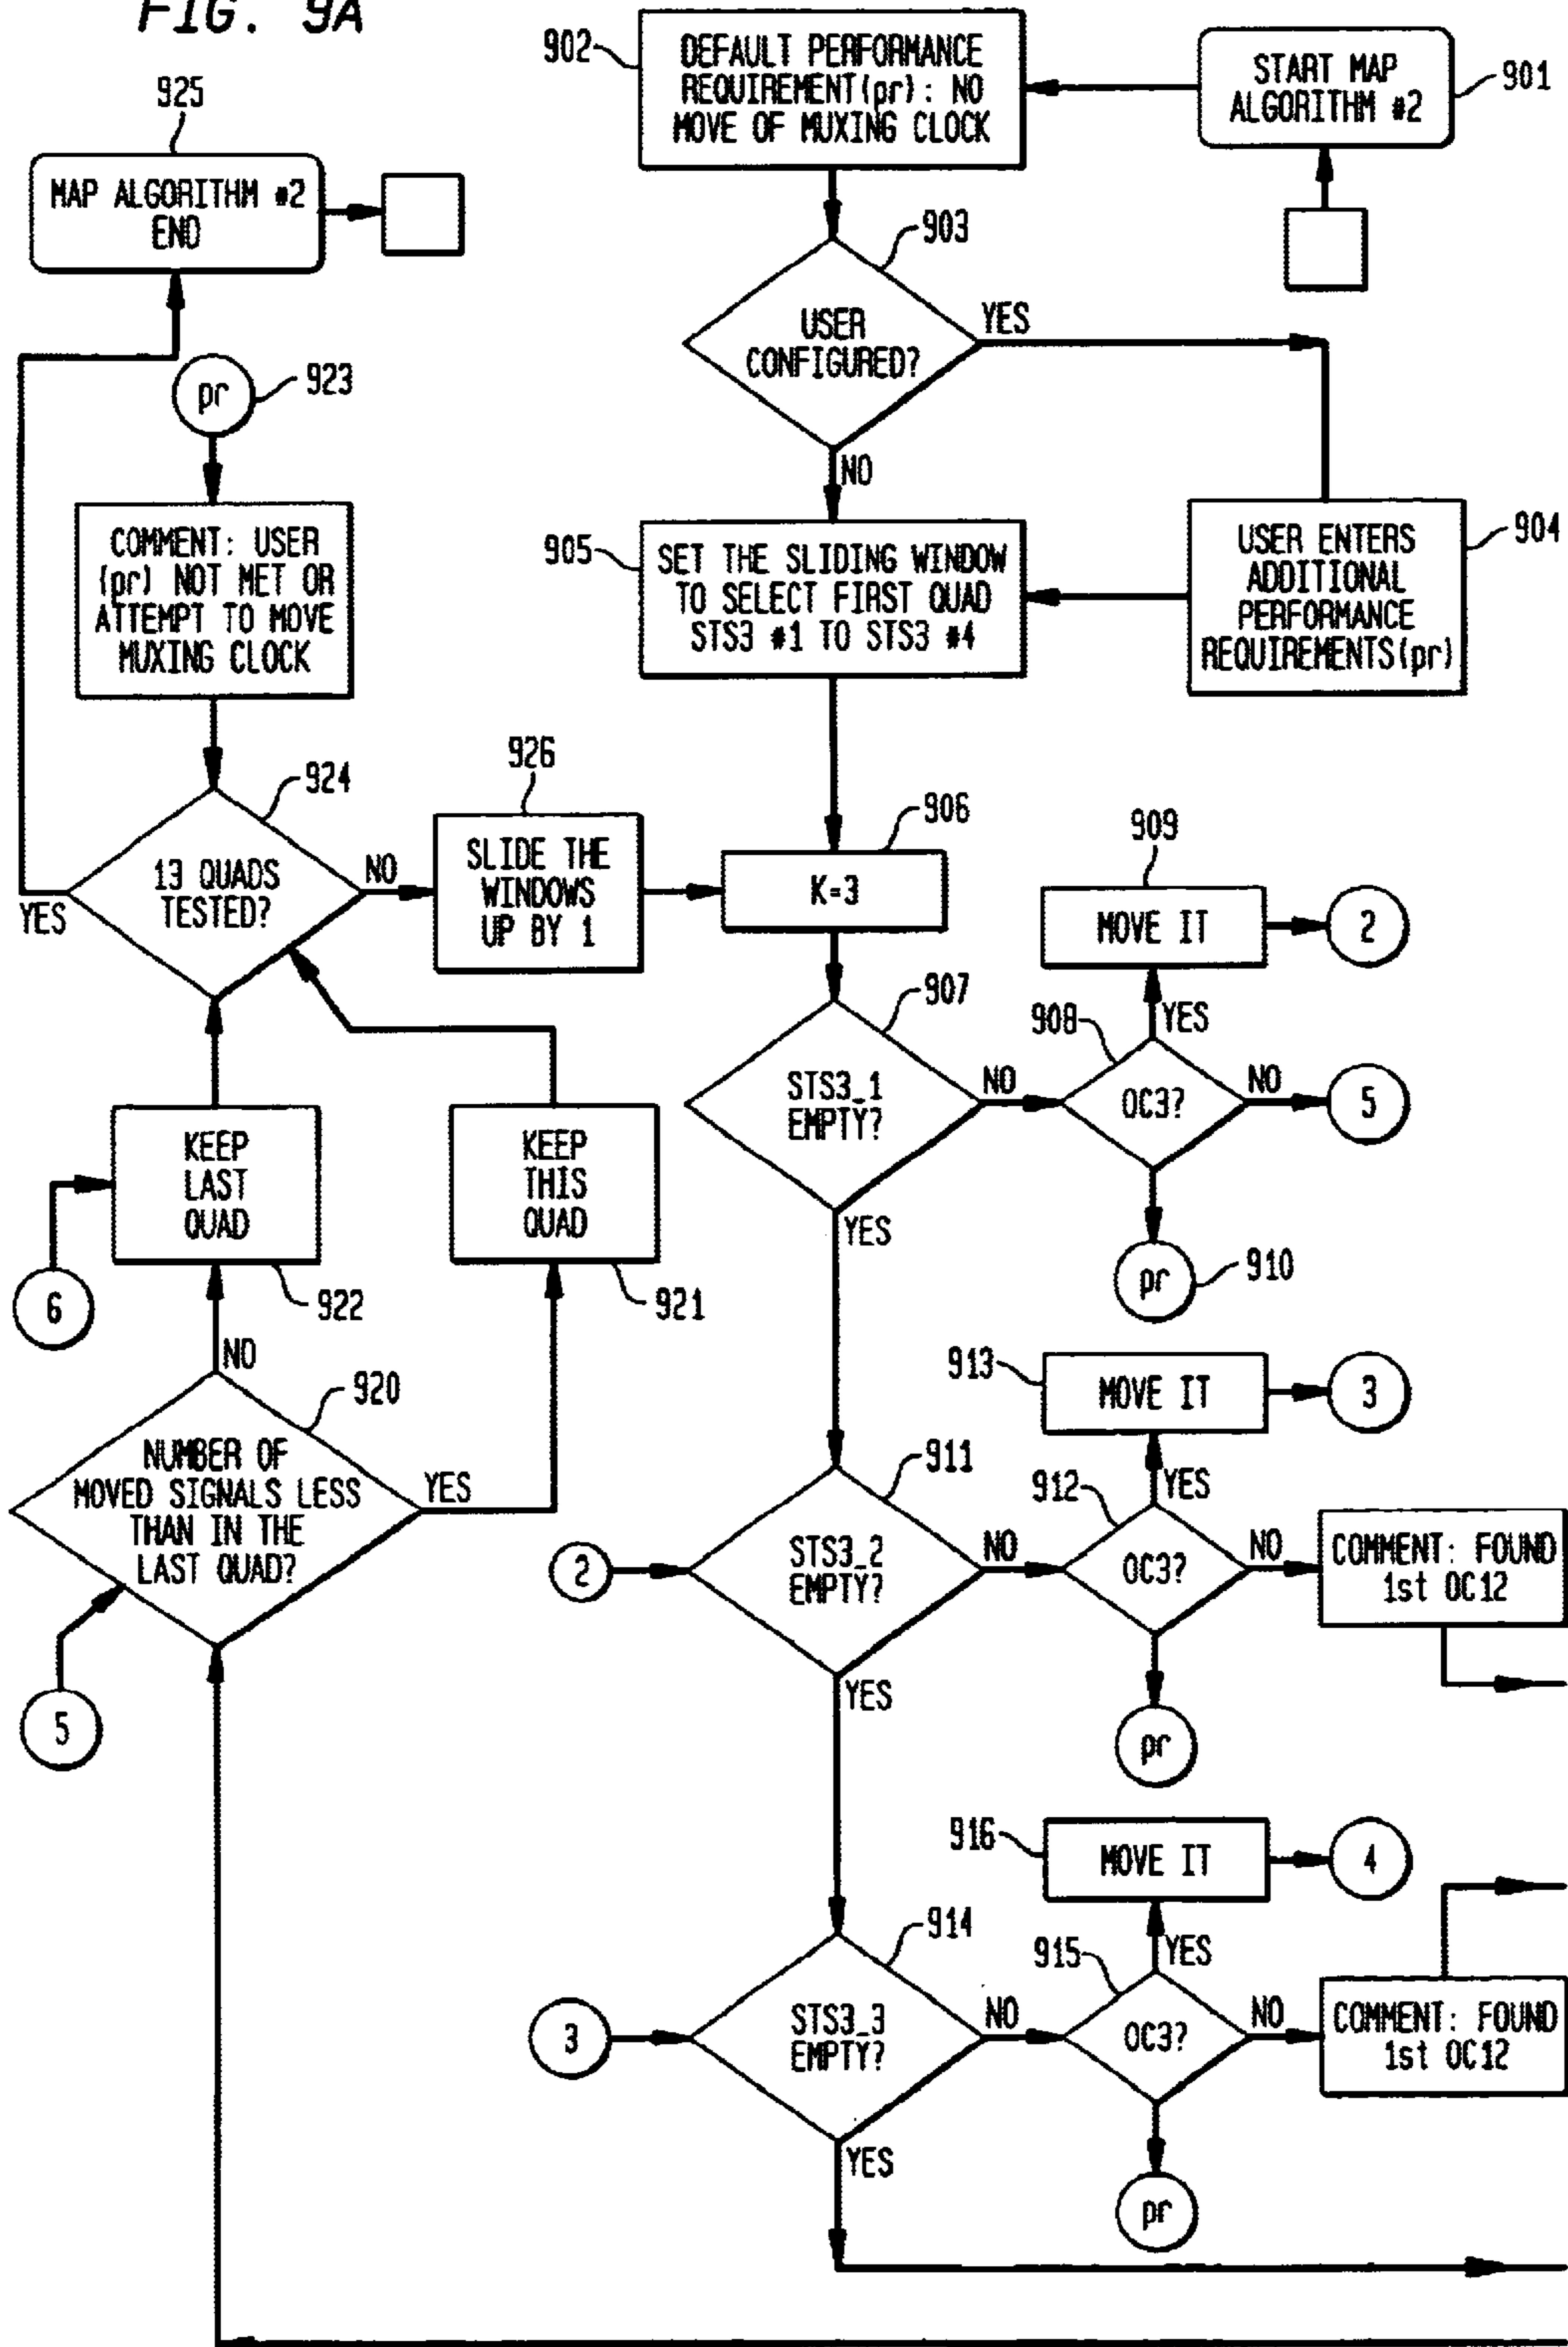 FIG. 9A
902
DEFAULT PERFORMANCE
REQUIREMENT(pr): NO
MOVE OF MUXING CLOCK
START MAP
ALGORITHM #2
901
925
MAP ALGORITHM #2
END
903
USER
CONFIGURED?
YES
NO
pr
923
COMMENT: USER
(pr) NOT MET OR
ATTEMPT TO MOVE
MUXING CLOCK
905
SET THE SLIDING WINDOW
TO SELECT FIRST QUAD
STS3 #1 TO STS3 #4
USER ENTERS
ADDITIONAL
PERFORMANCE
REQUIREMENTS(pr)
904
924
13 QUADS
TESTED?
YES
NO
926
SLIDE THE
WINDOWS
UP BY 1
906
K=3
909
MOVE IT
2
907
STS3_1
EMPTY?
NO
YES
908
OC3?
YES
NO
5
pr
910
KEEP
LAST
QUAD
922
6
KEEP
THIS
QUAD
921
NO
920
NUMBER OF
MOVED SIGNALS LESS
THAN IN THE
LAST QUAD?
YES
5
913
MOVE IT
3
2
911
STS3_2
EMPTY?
NO
YES
912
OC3?
YES
NO
COMMENT: FOUND
1st OC12
pr
916
MOVE IT
4
3
914
STS3_3
EMPTY?
NO
YES
915
OC3?
YES
NO
COMMENT: FOUND
1st OC12
pr